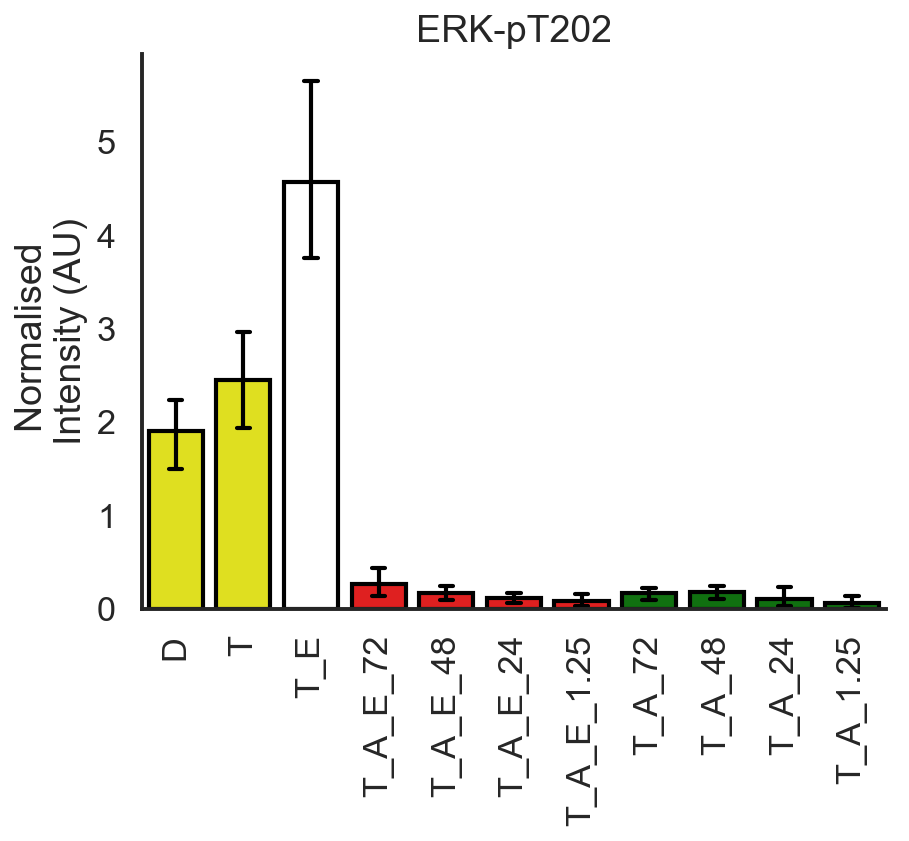 ERK-pT202
Normalised
Intensity (AU)
5
4
3
2
1
0
D
T
T_E
T_A_E_72
T_A_E_48
T_A_E_24
T_A_E_1.25
T_A_72
T_A_48
T_A_24
T_A_1.25